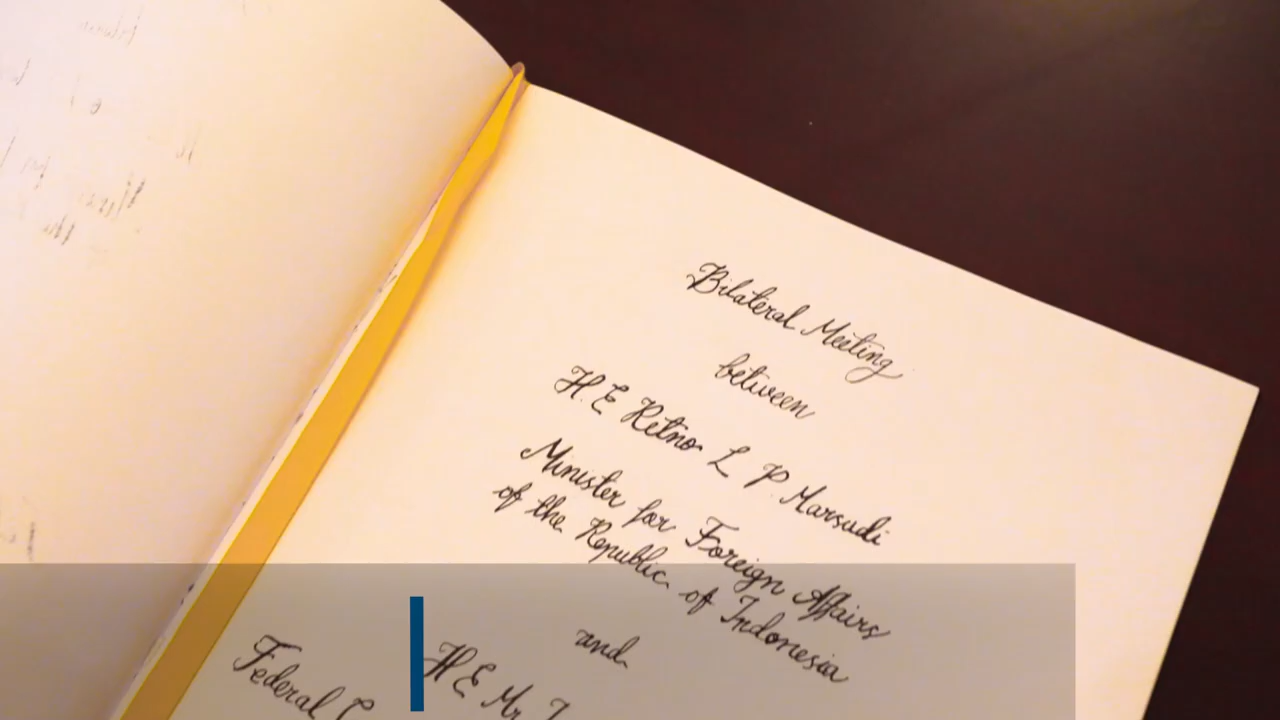 Bilateral Meeting
between
H.E Retno L P. Marsudi
Minister for Foreign Affairs
of the Republic of Indonesia
and
H E Mr.
Federal